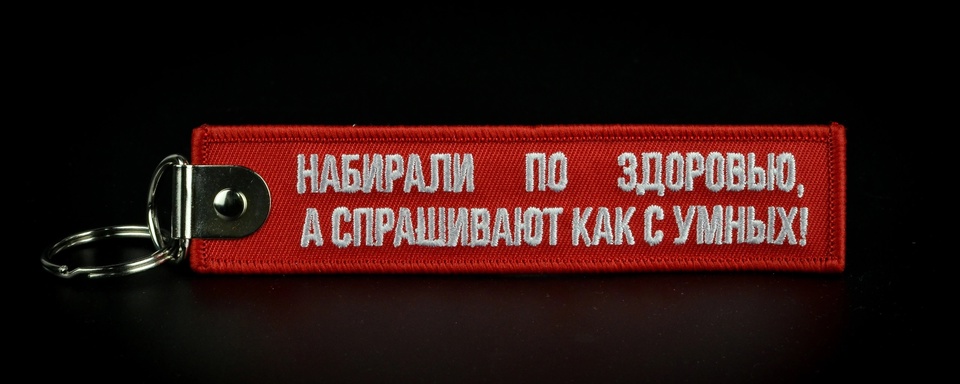 НАБИРАЛИ ПО ЗДОРОВЬЮ,
А СПРАШИВАЮТ КАК С УМНЫХ!